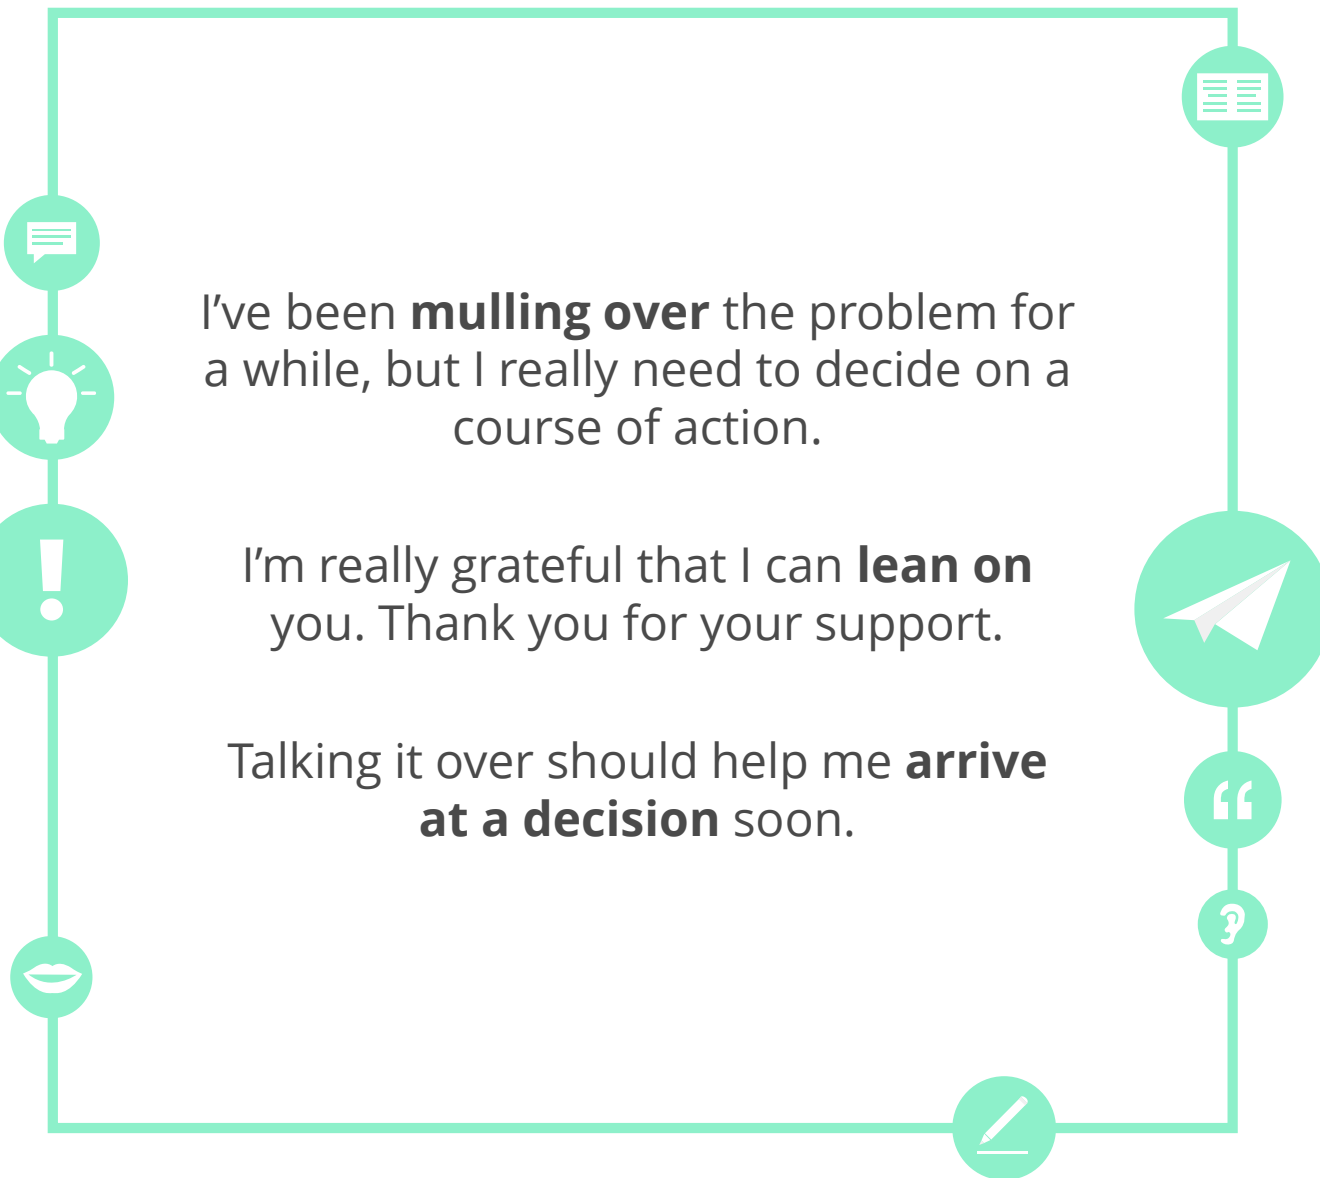 I’ve been mulling over the problem for
a while, but I really need to decide on a
course of action.
I’m really grateful that I can lean on
you. Thank you for your support.
Talking it over should help me arrive
at a decision soon.